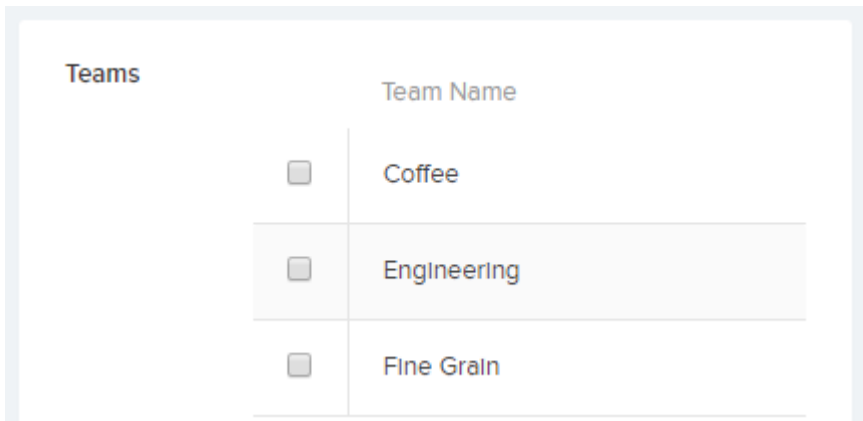 Teams
Team Name
Coffee
Engineering
Fine Grain